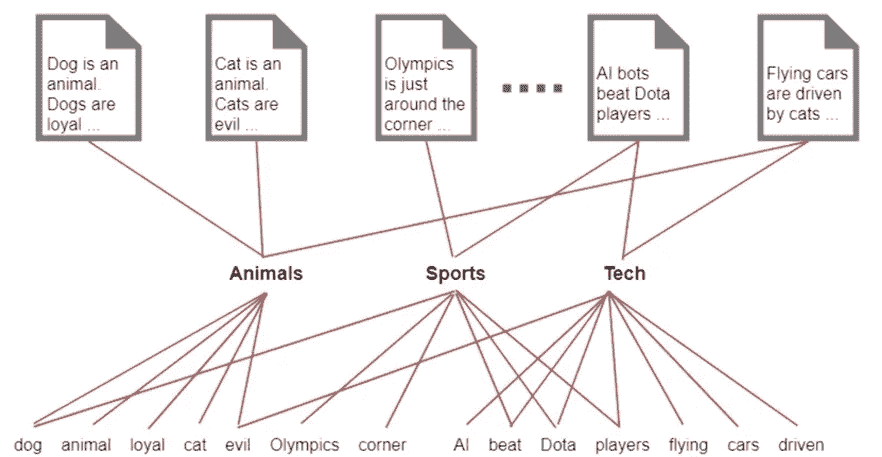 Dog is an
animal.
Dogs are
loyal ...
Cat is an
animal.
Cats are
evil ...
Olympics
is just
around the
corner ...
AI bots
beat Dota
players ...
Flying cars
are driven
by cats ...
Animals
Sports
Tech
dog animal loyal cat evil Olympics corner AI beat Dota players flying cars driven